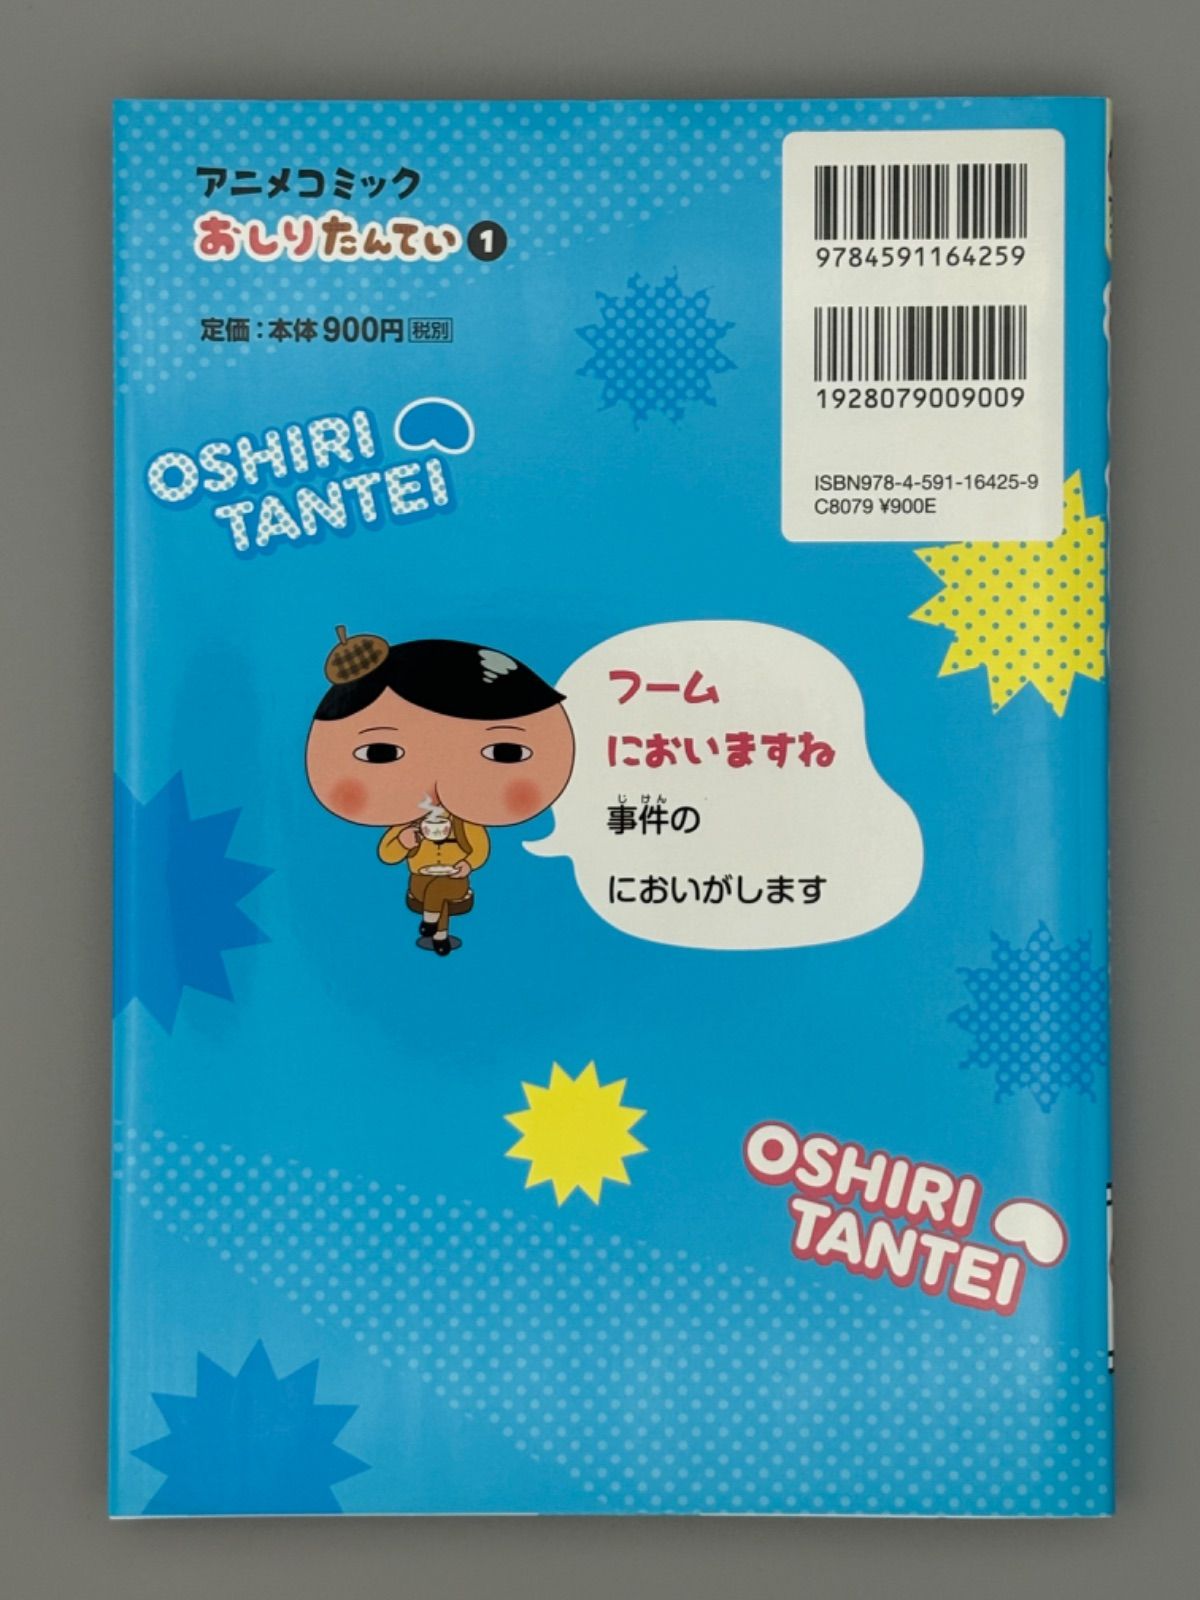 アニメコミック
おしりたんてい1
定価：本体900円 税別
9784591164259
1928079009009
ISBN978-4-591-16425-9
C8079 ¥900E
OSHIRI
TANTEI
フーム
においますね
じけん
事件の
においがします
OSHIRI
TANTEI